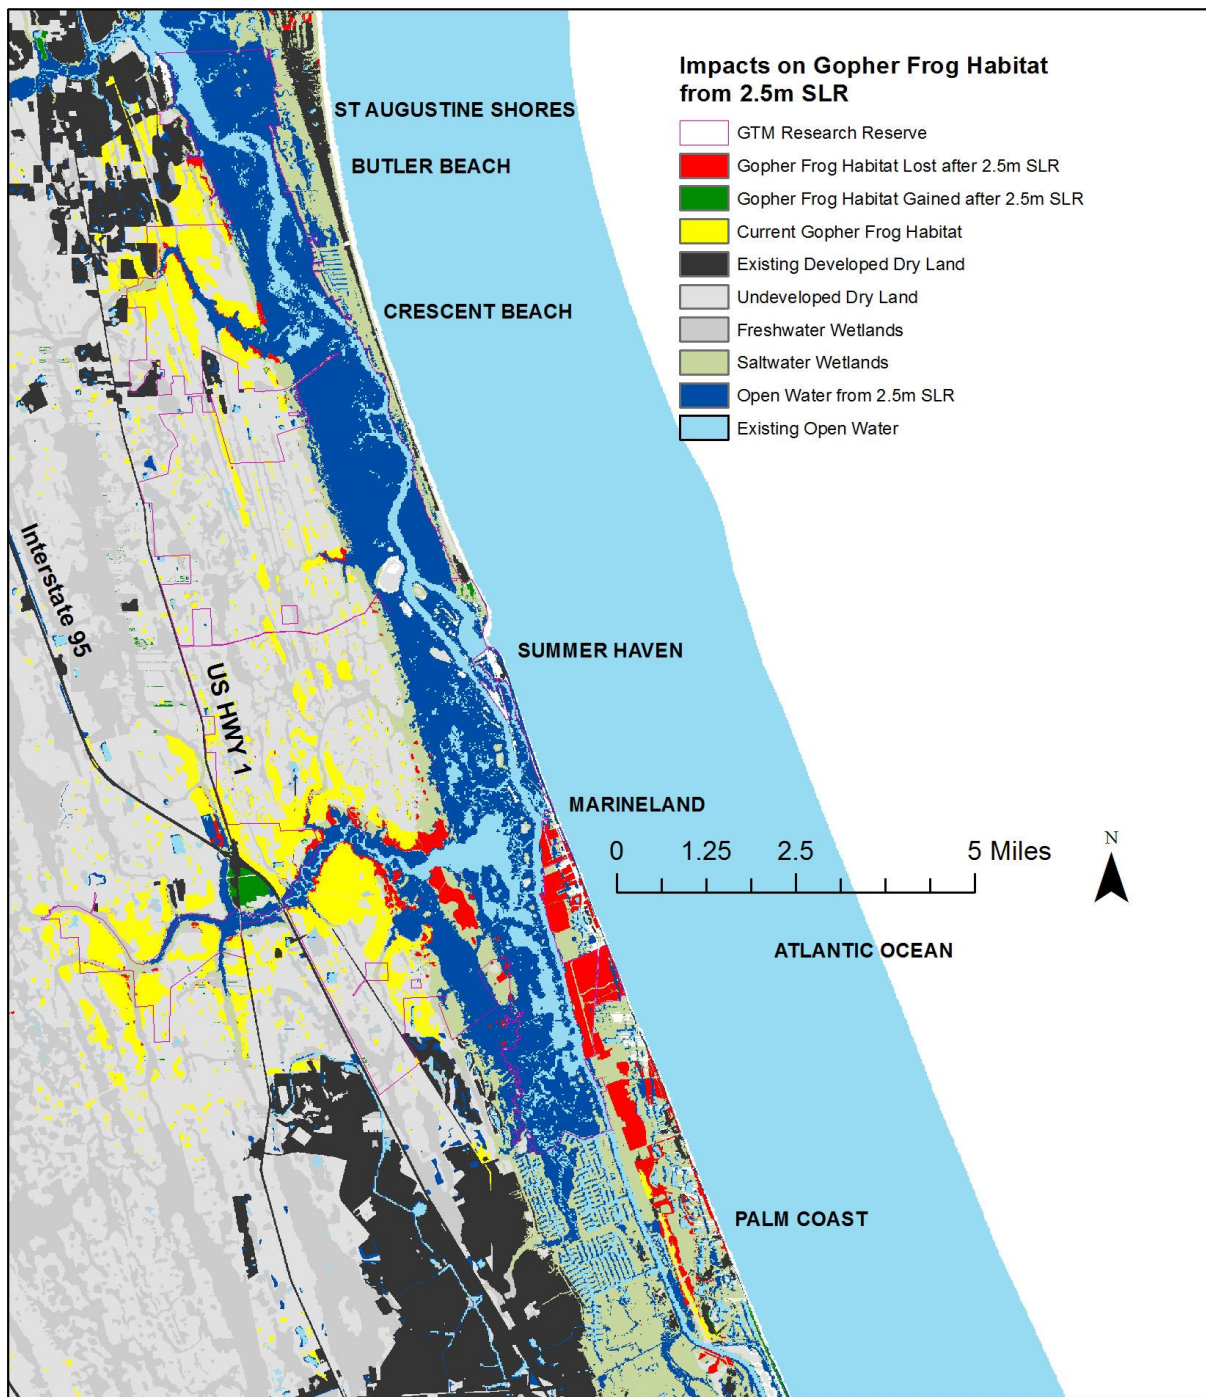 Impacts on Gopher Frog Habitat
from 2.5m SLR
GTM Research Reserve
Gopher Frog Habitat Lost after 2.5m SLR
Gopher Frog Habitat Gained after 2.5m SLR
Current Gopher Frog Habitat
Existing Developed Dry Land
Undeveloped Dry Land
Freshwater Wetlands
Saltwater Wetlands
Open Water from 2.5m SLR
Existing Open Water
ST AUGUSTINE SHORES
BUTLER BEACH
CRESCENT BEACH
Interstate 95
US HWY 1
SUMMER HAVEN
MARINELAND
0 1.25 2.5 5 Miles
N
ATLANTIC OCEAN
PALM COAST